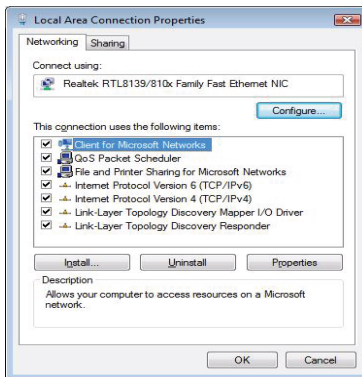 Local Area Connection Properties
Networking Sharing
Connect using:
Realtek RTL8139/810x Family Fast Ethernet NIC
Configure...
This connection uses the following items:
Client for Microsoft Networks
QoS Packet Scheduler
File and Printer Sharing for Microsoft Networks
Internet Protocol Version 6 (TCP/IPv6)
Internet Protocol Version 4 (TCP/IPv4)
Link-Layer Topology Discovery Mapper I/O Driver
Link-Layer Topology Discovery Responder
Install... Uninstall Properties
Description
Allows your computer to access resources on a Microsoft
network.
OK Cancel